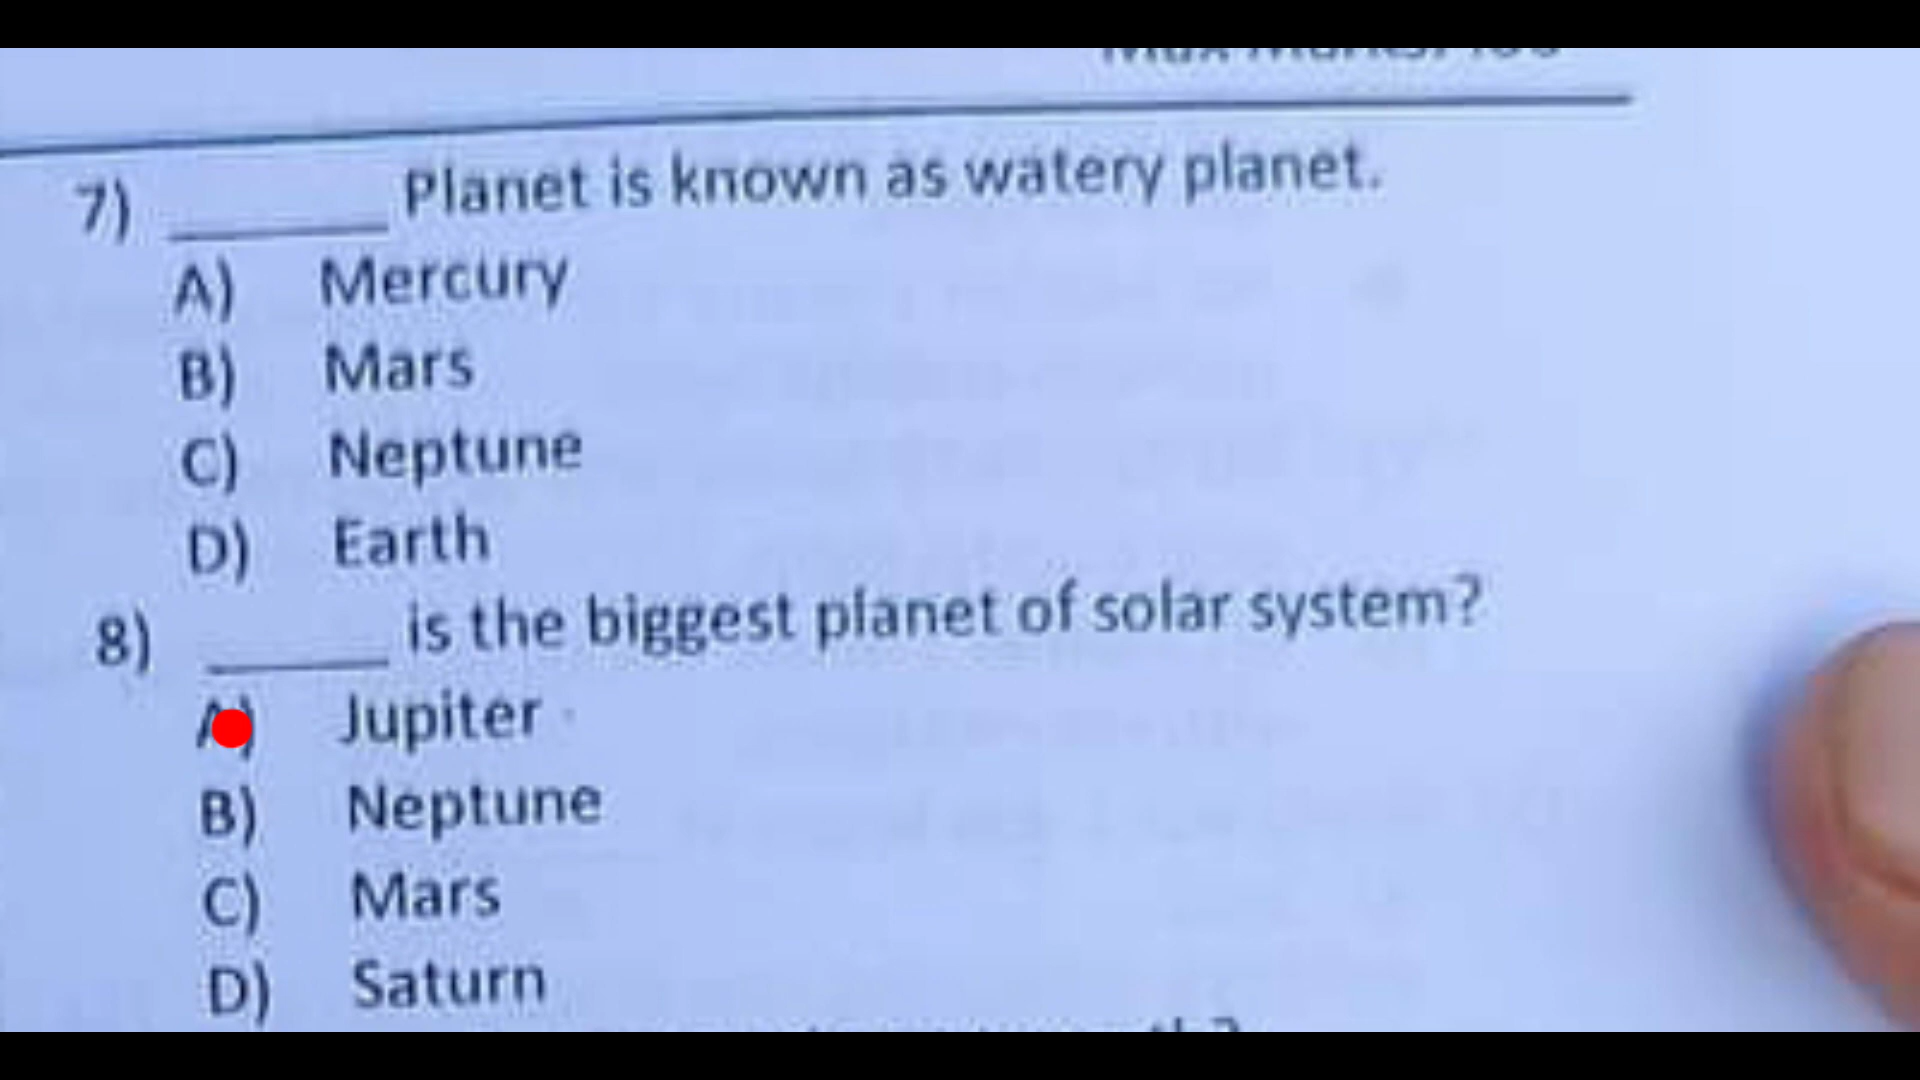 7) ______ Planet is known as watery planet.
A) Mercury
B) Mars
C) Neptune
D) Earth
8) ______ is the biggest planet of solar system?
A) Jupiter
B) Neptune
C) Mars
D) Saturn